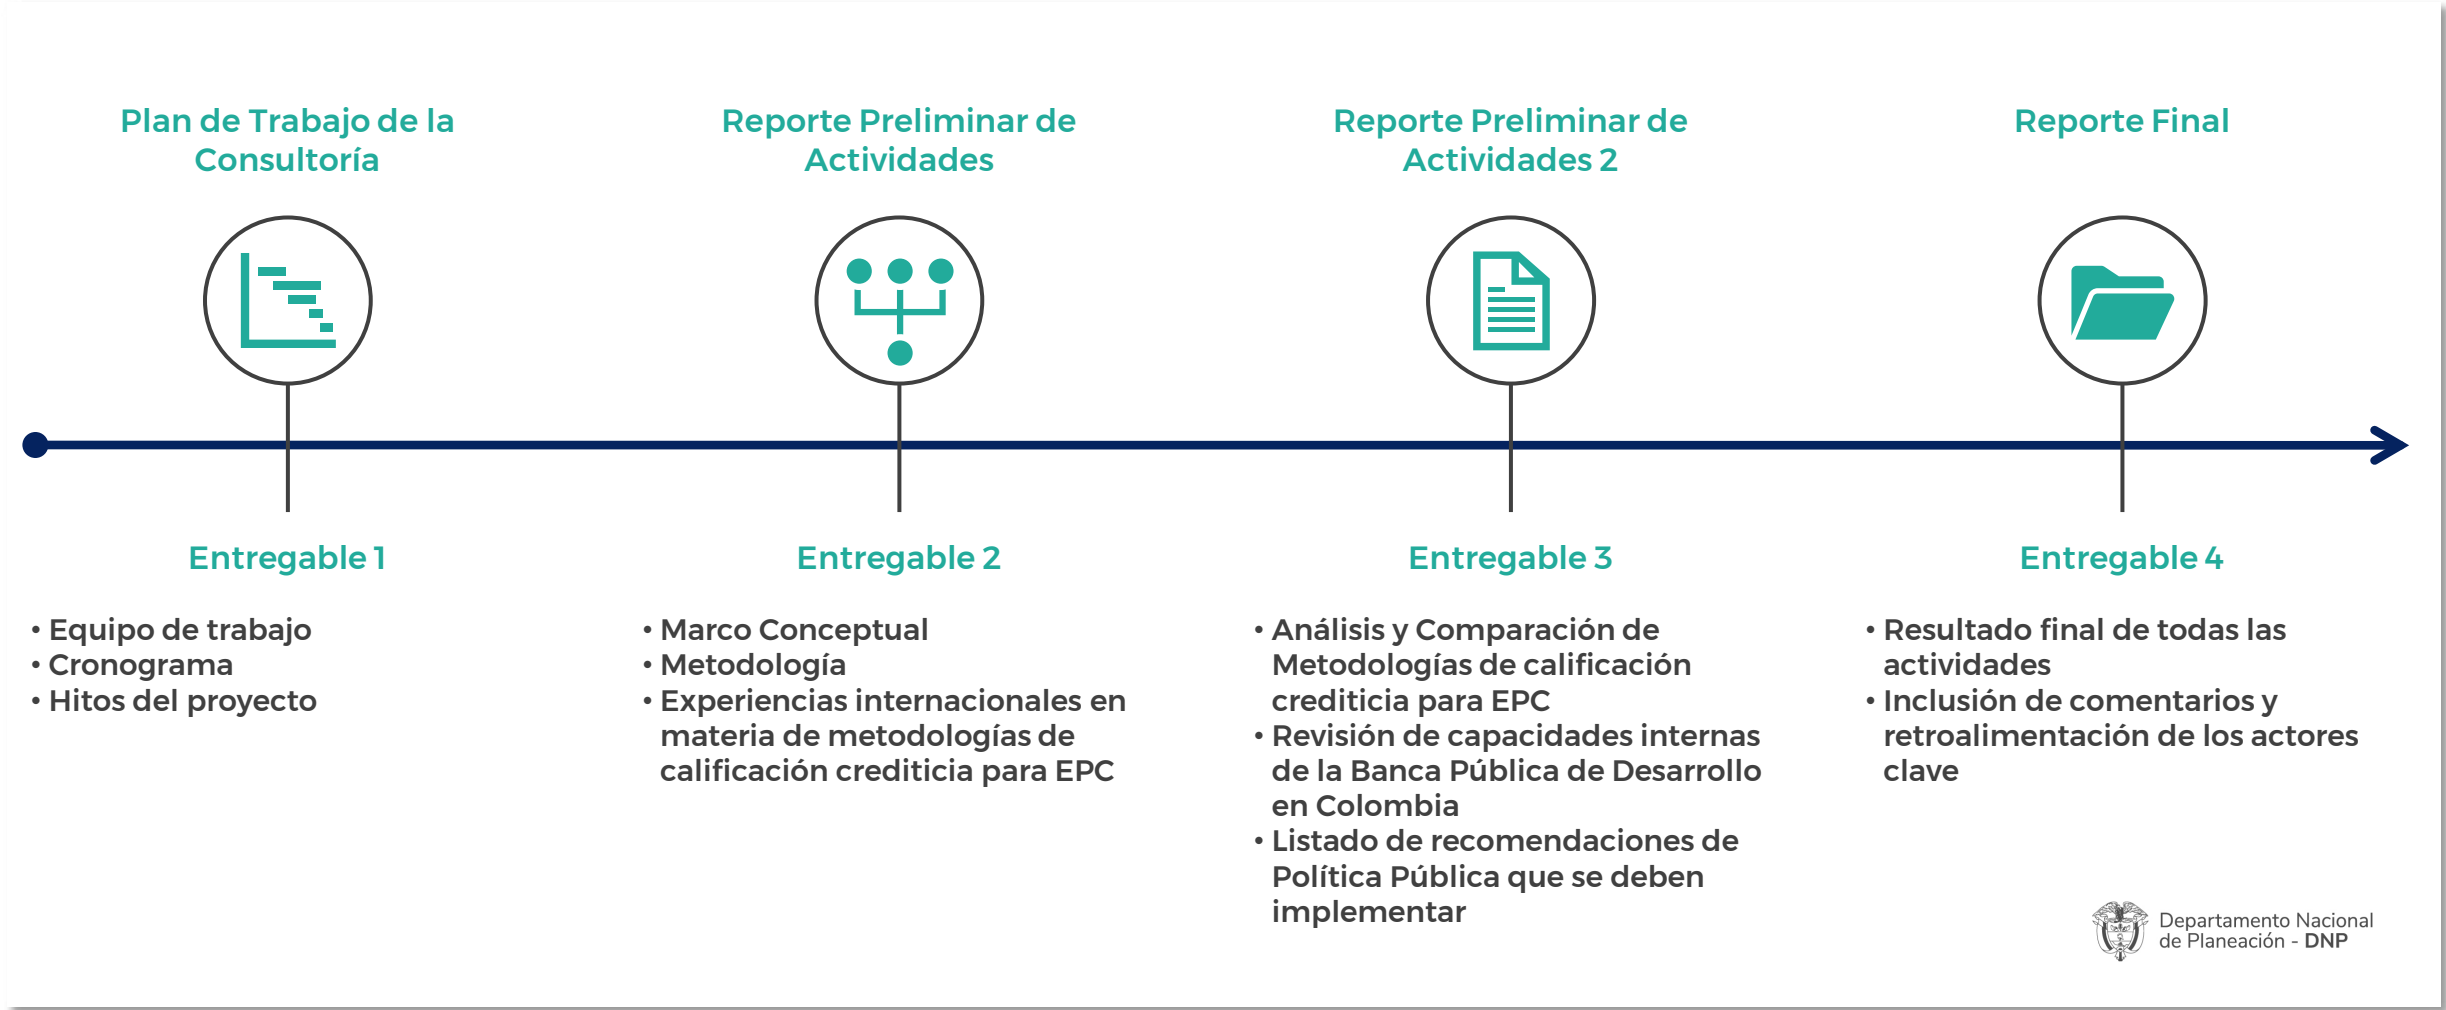 Plan de Trabajo de la
Consultoría
Reporte Preliminar de
Actividades
Reporte Preliminar de
Actividades 2
Reporte Final
Entregable 1
• Equipo de trabajo
• Cronograma
• Hitos del proyecto
Entregable 2
• Marco Conceptual
• Metodología
• Experiencias internacionales en
materia de metodologías de
calificación crediticia para EPC
Entregable 3
• Análisis y Comparación de
Metodologías de calificación
crediticia para EPC
• Revisión de capacidades internas
de la Banca Pública de Desarrollo
en Colombia
• Listado de recomendaciones de
Política Pública que se deben
implementar
Entregable 4
• Resultado final de todas las
actividades
• Inclusión de comentarios y
retroalimentación de los actores
clave
Departamento Nacional
de Planeación - DNP